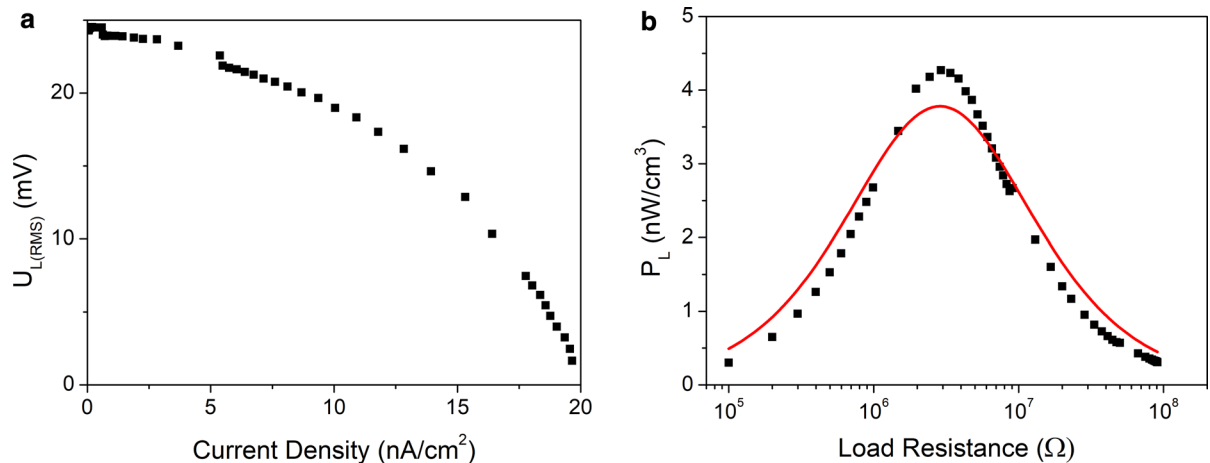 a
U_L(RMS) (mV)
20
10
0
0 5 10 15 20
Current Density (nA/cm²)
b
P_L (nW/cm³)
5
4
3
2
1
0
10⁵ 10⁶ 10⁷ 10⁸
Load Resistance (Ω)